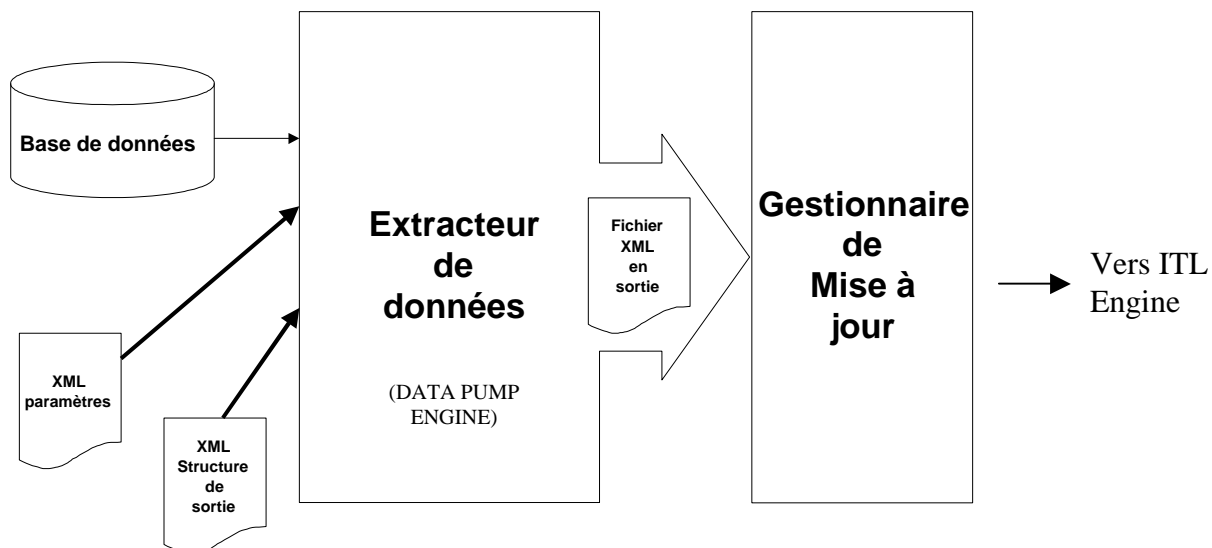 Base de données
XML
paramètres
XML
Structure
de
sortie
Extracteur
de
données
(DATA PUMP
ENGINE)
Fichier
XML
en
sortie
Gestionnaire
de
Mise à
jour
Vers ITL
Engine